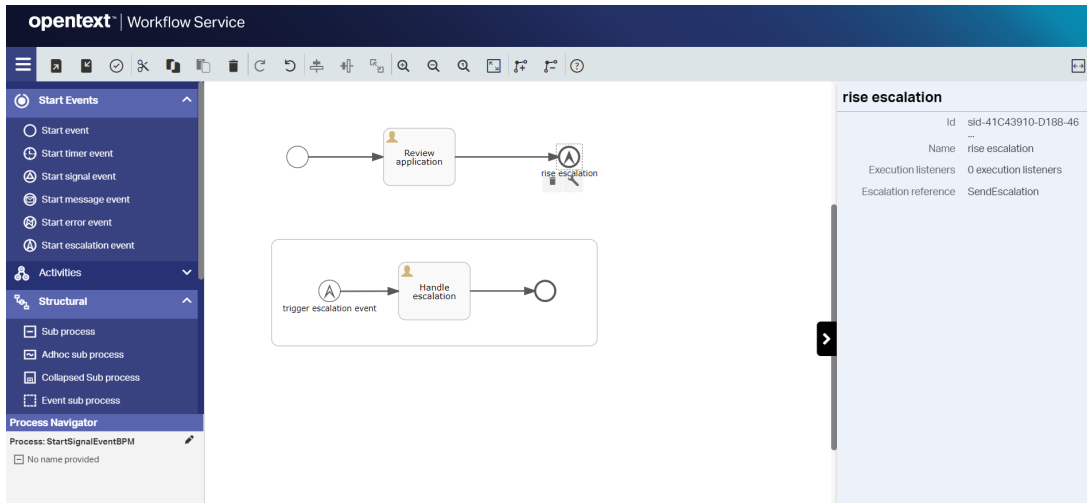 opentext™ | Workflow Service
Start Events
Start event
Start timer event
Start signal event
Start message event
Start error event
Start escalation event
Activities
Structural
Sub process
Adhoc sub process
Collapsed Sub process
Event sub process
Process Navigator
Process: StartSignalEventBPM
No name provided
Review
application
rise escalation
trigger escalation event
Handle
escalation
rise escalation
Id sid-41C43910-D188-46
...
Name rise escalation
Execution listeners 0 execution listeners
Escalation reference SendEscalation